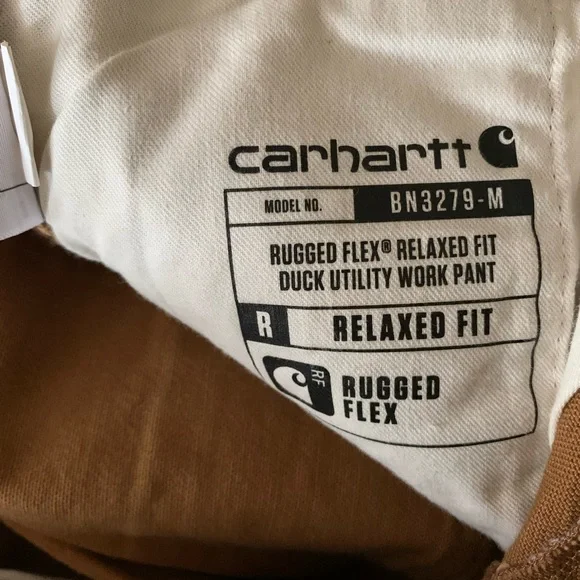 carhartt
MODEL NO. BN3279-M
RUGGED FLEX® RELAXED FIT
DUCK UTILITY WORK PANT
R RELAXED FIT
RF RUGGED
FLEX